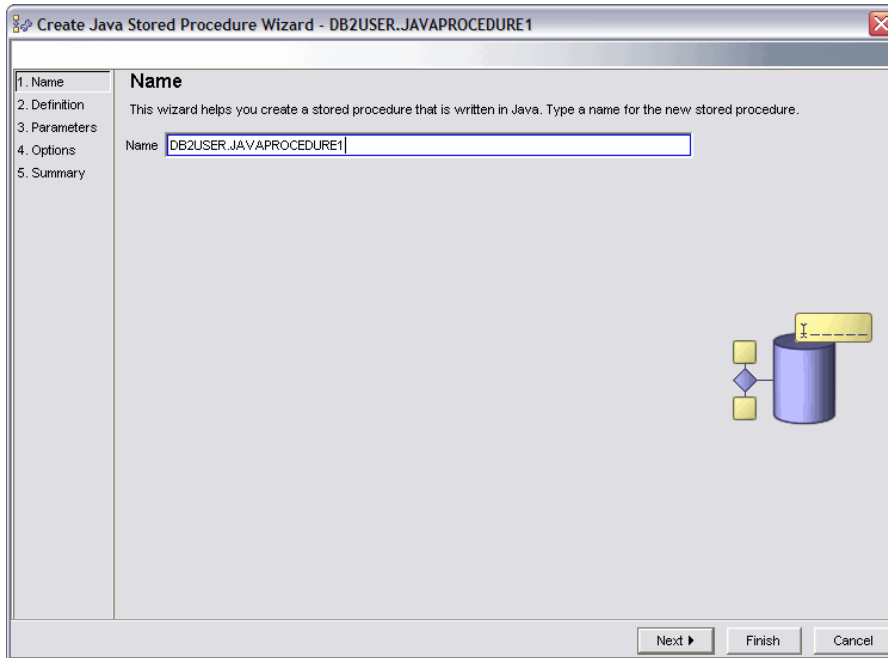 Create Java Stored Procedure Wizard - DB2USER.JAVAPROCEDURE1
1. Name
2. Definition
3. Parameters
4. Options
5. Summary
Name
This wizard helps you create a stored procedure that is written in Java. Type a name for the new stored procedure.
Name DB2USER.JAVAPROCEDURE1
Next
Finish
Cancel